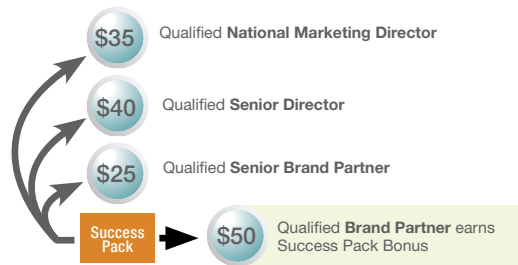 $35 Qualified National Marketing Director
$40 Qualified Senior Director
$25 Qualified Senior Brand Partner
Success
Pack
$50
Qualified Brand Partner earns
Success Pack Bonus